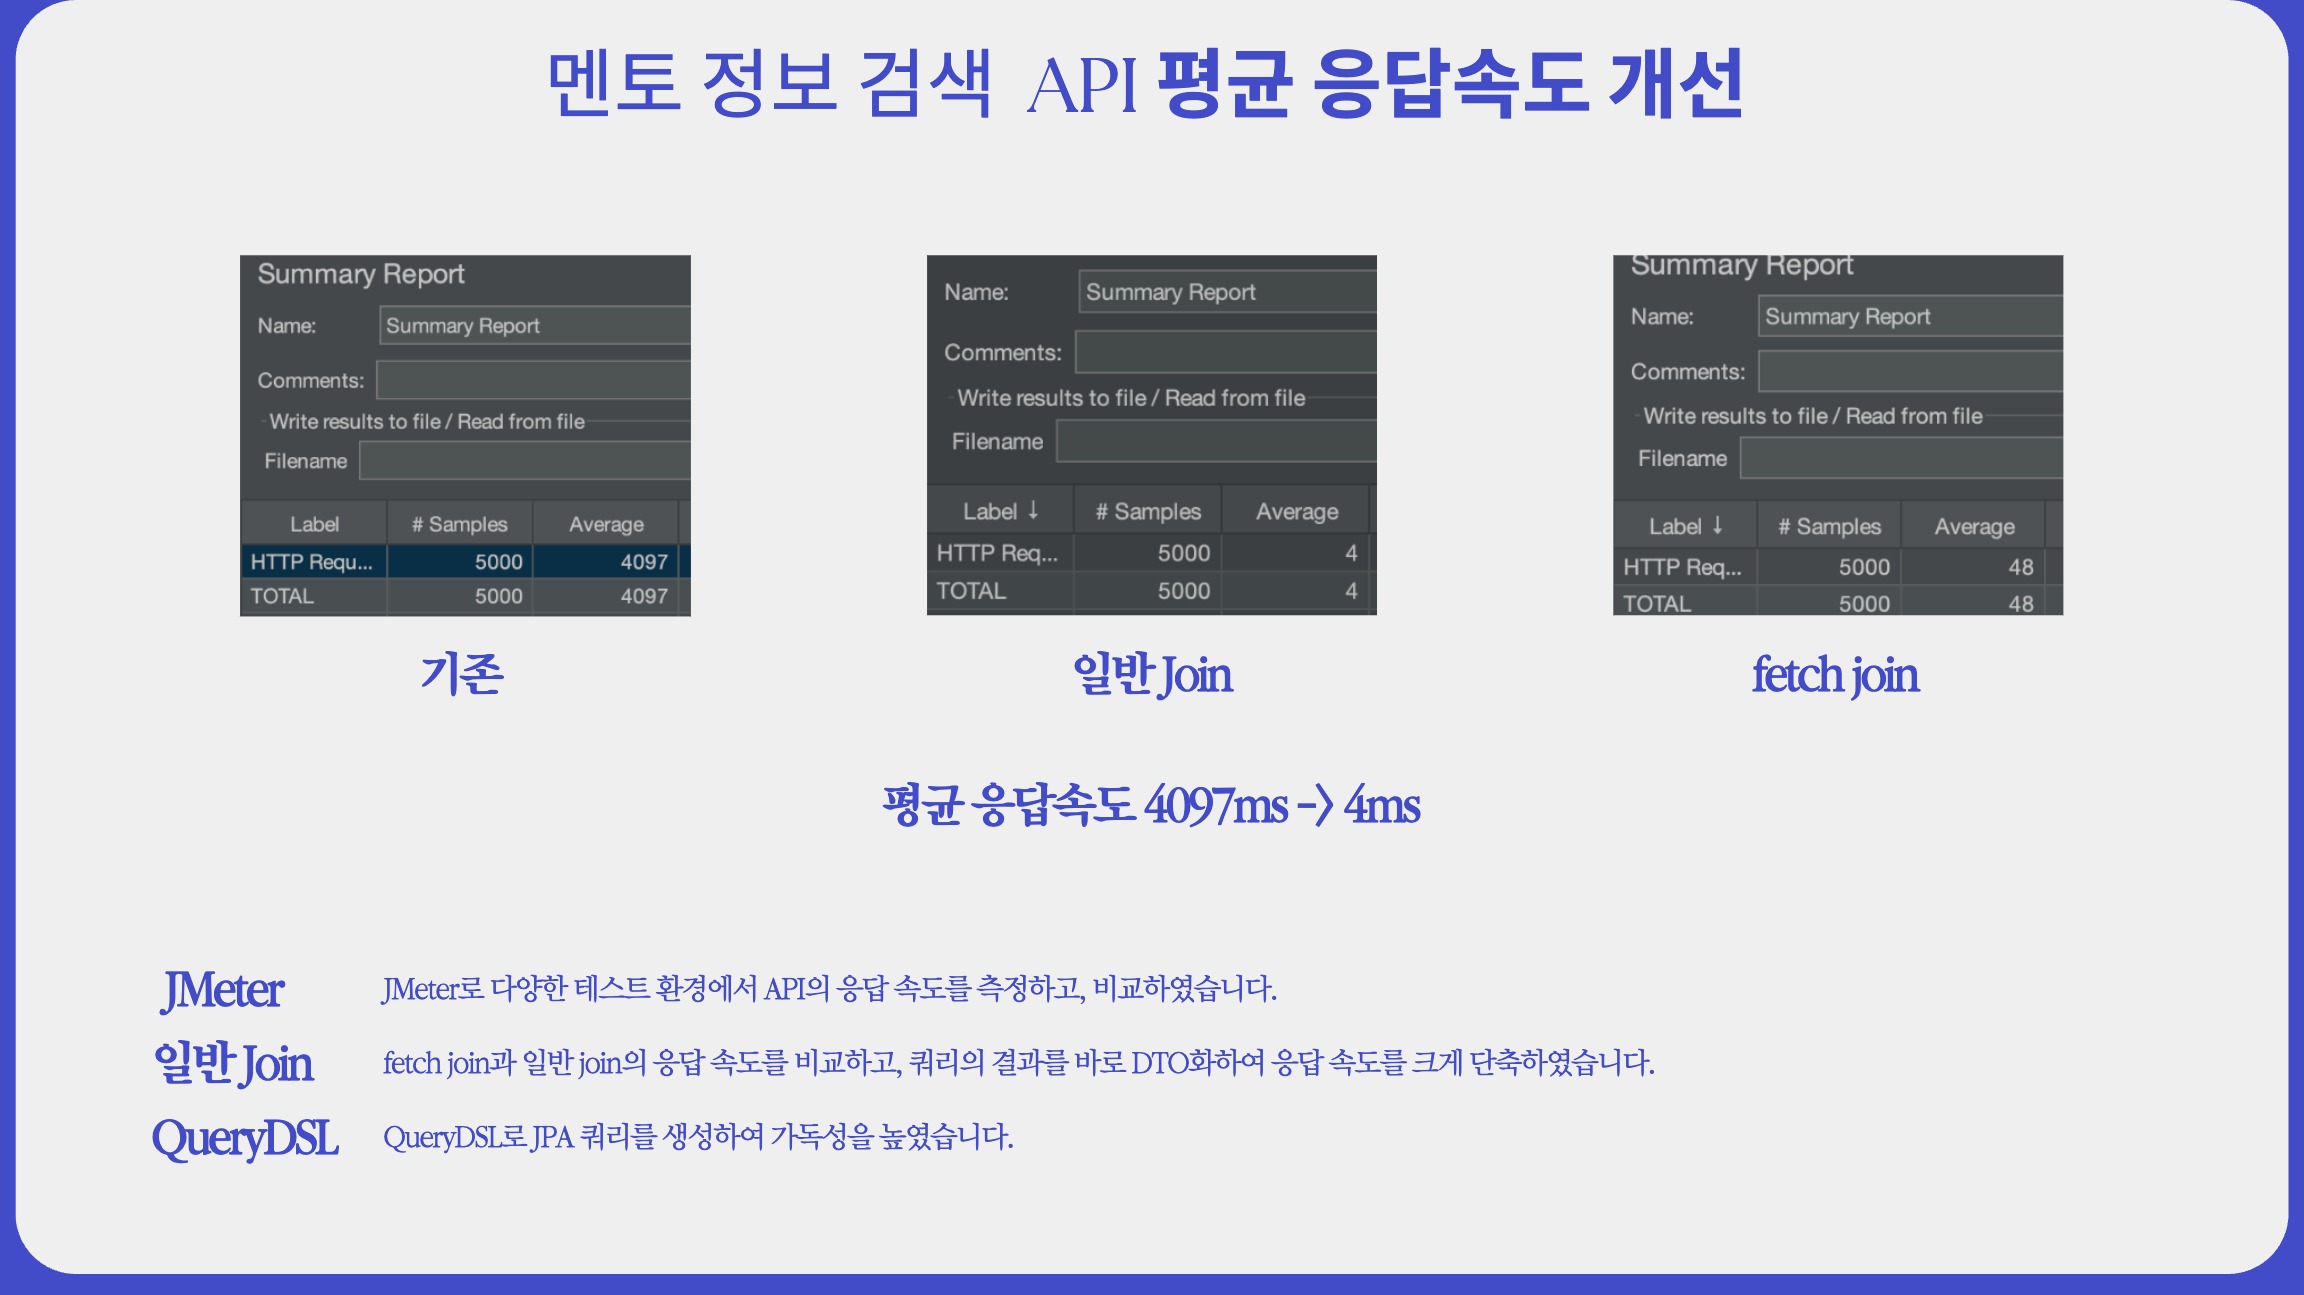 멘토 정보 검색 API 평균 응답속도 개선
Summary Report
Name: Summary Report
Comments:
Write results to file / Read from file
Filename
Label # Samples Average
HTTP Requ... 5000 4097
TOTAL 5000 4097
기존
Name: Summary Report
Comments:
Write results to file / Read from file
Filename
Label ↓ # Samples Average
HTTP Req... 5000 4
TOTAL 5000 4
일반 Join
Summary Report
Name: Summary Report
Comments:
Write results to file / Read from file
Filename
Label ↓ # Samples Average
HTTP Req... 5000 48
TOTAL 5000 48
fetch join
평균 응답속도 4097ms -> 4ms
JMeter JMeter로 다양한 테스트 환경에서 API의 응답 속도를 측정하고, 비교하였습니다.
일반 Join fetch join과 일반 join의 응답 속도를 비교하고, 쿼리의 결과를 바로 DTO화하여 응답 속도를 크게 단축하였습니다.
QueryDSL QueryDSL로 JPA 쿼리를 생성하여 가독성을 높였습니다.